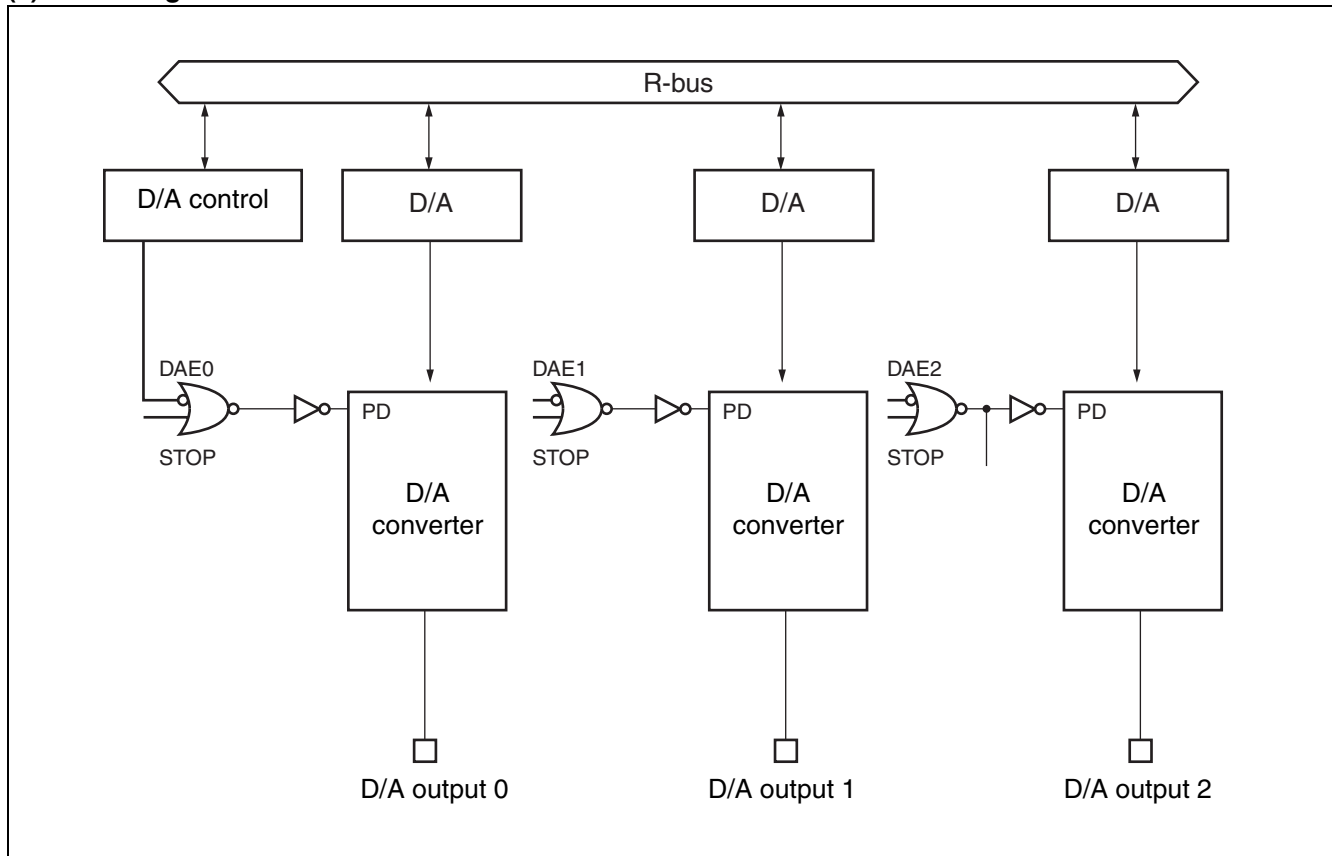 R-bus
D/A control
D/A
D/A
D/A
DAE0
DAE1
DAE2
PD
PD
PD
STOP
STOP
STOP
D/A
converter
D/A
converter
D/A
converter
D/A output 0
D/A output 1
D/A output 2